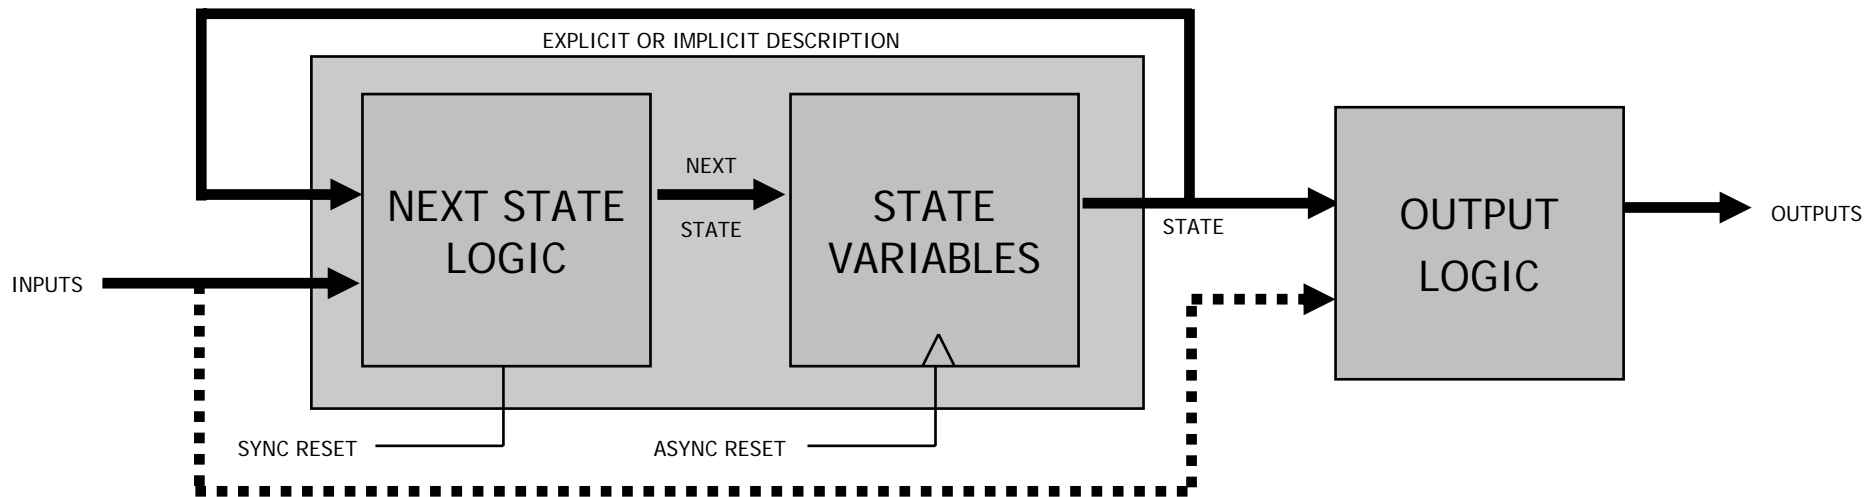 EXPLICIT OR IMPLICIT DESCRIPTION
NEXT
STATE
NEXT STATE
LOGIC
STATE
VARIABLES
STATE
OUTPUT
LOGIC
OUTPUTS
INPUTS
SYNC RESET
ASYNC RESET